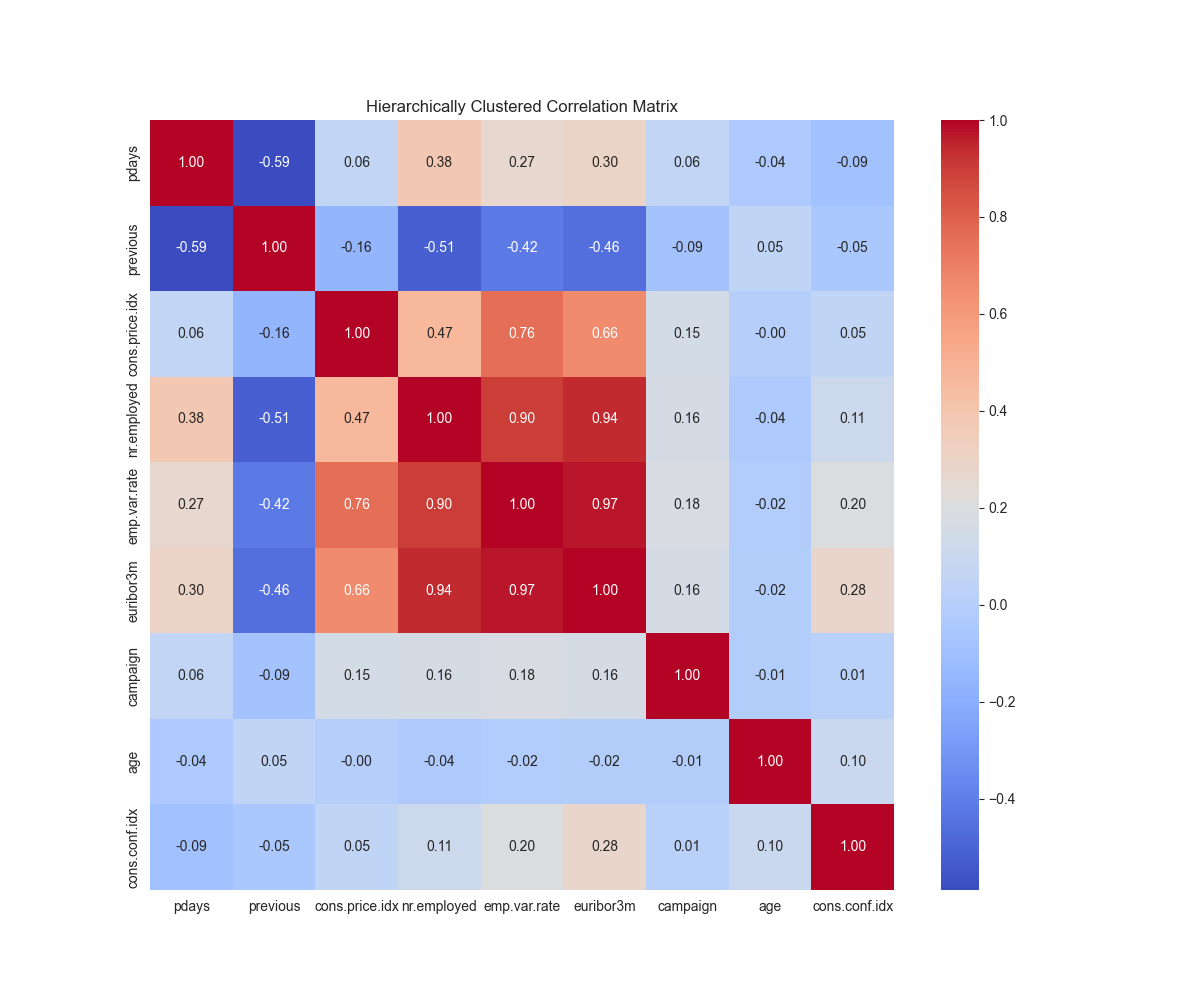 Hierarchically Clustered Correlation Matrix
pdays 1.00 -0.59 0.06 0.38 0.27 0.30 0.06 -0.04 -0.09
previous -0.59 1.00 -0.16 -0.51 -0.42 -0.46 -0.09 0.05 -0.05
cons.price.idx 0.06 -0.16 1.00 0.47 0.76 0.66 0.15 -0.00 0.05
nr.employed 0.38 -0.51 0.47 1.00 0.90 0.94 0.16 -0.04 0.11
emp.var.rate 0.27 -0.42 0.76 0.90 1.00 0.97 0.18 -0.02 0.20
euribor3m 0.30 -0.46 0.66 0.94 0.97 1.00 0.16 -0.02 0.28
campaign 0.06 -0.09 0.15 0.16 0.18 0.16 1.00 -0.01 0.01
age -0.04 0.05 -0.00 -0.04 -0.02 -0.02 -0.01 1.00 0.10
cons.conf.idx -0.09 -0.05 0.05 0.11 0.20 0.28 0.01 0.10 1.00
pdays previous cons.price.idx nr.employed emp.var.rate euribor3m campaign age cons.conf.idx
1.0
0.8
0.6
0.4
0.2
0.0
−0.2
−0.4